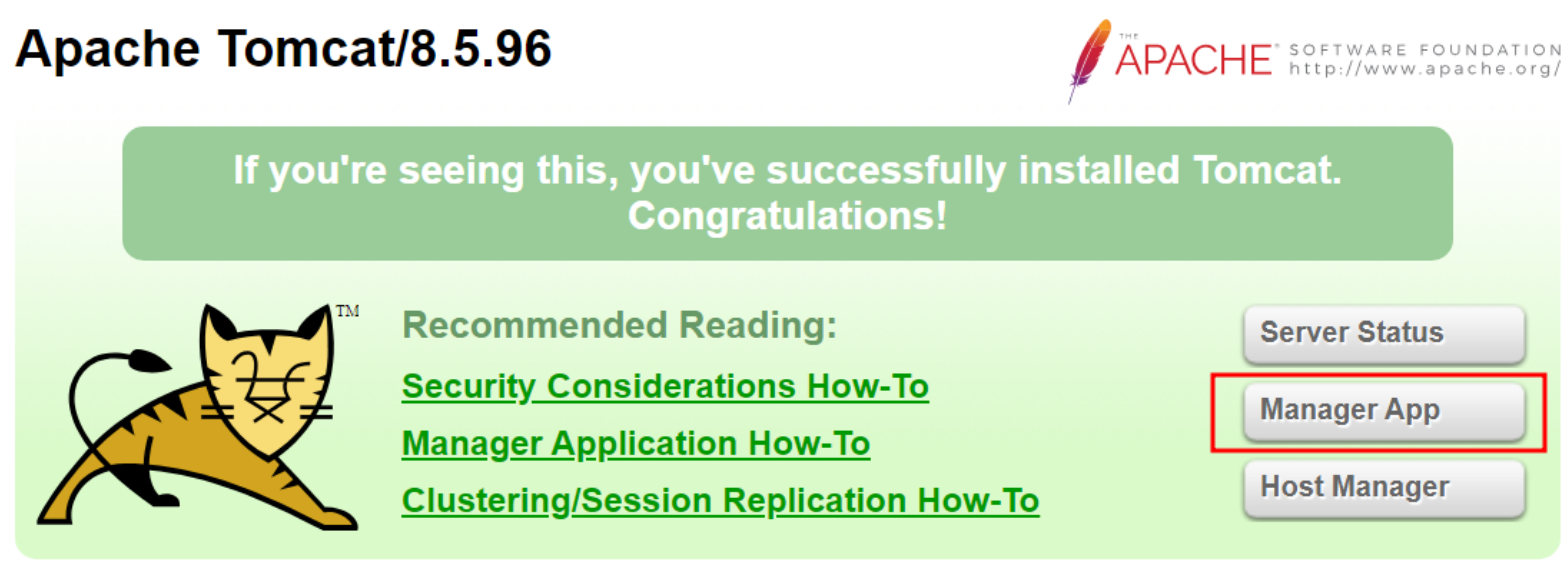 Apache Tomcat/8.5.96
THE
APACHE® SOFTWARE FOUNDATION
http://www.apache.org/
If you're seeing this, you've successfully installed Tomcat.
Congratulations!
TM
Recommended Reading:
Security Considerations How-To
Manager Application How-To
Clustering/Session Replication How-To
Server Status
Manager App
Host Manager